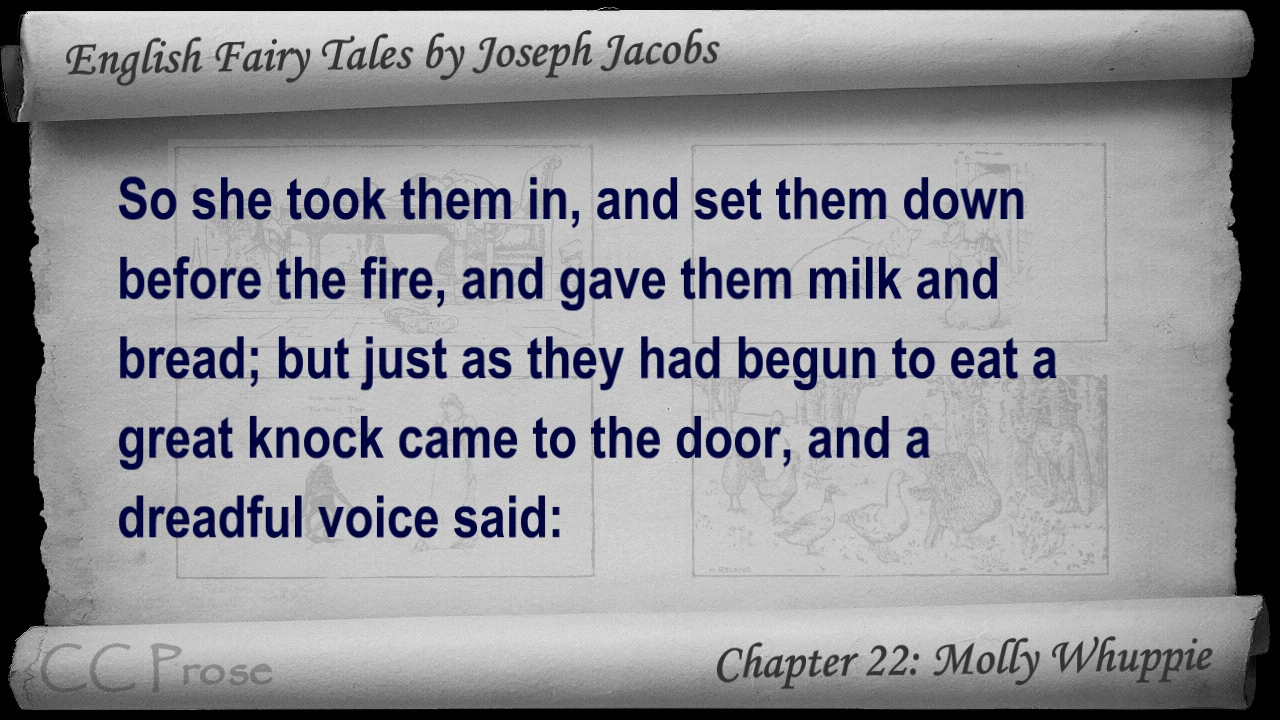 English Fairy Tales by Joseph Jacobs
So she took them in, and set them down
before the fire, and gave them milk and
bread; but just as they had begun to eat a
great knock came to the door, and a
dreadful voice said:
CC Prose
Chapter 22: Molly Whuppie